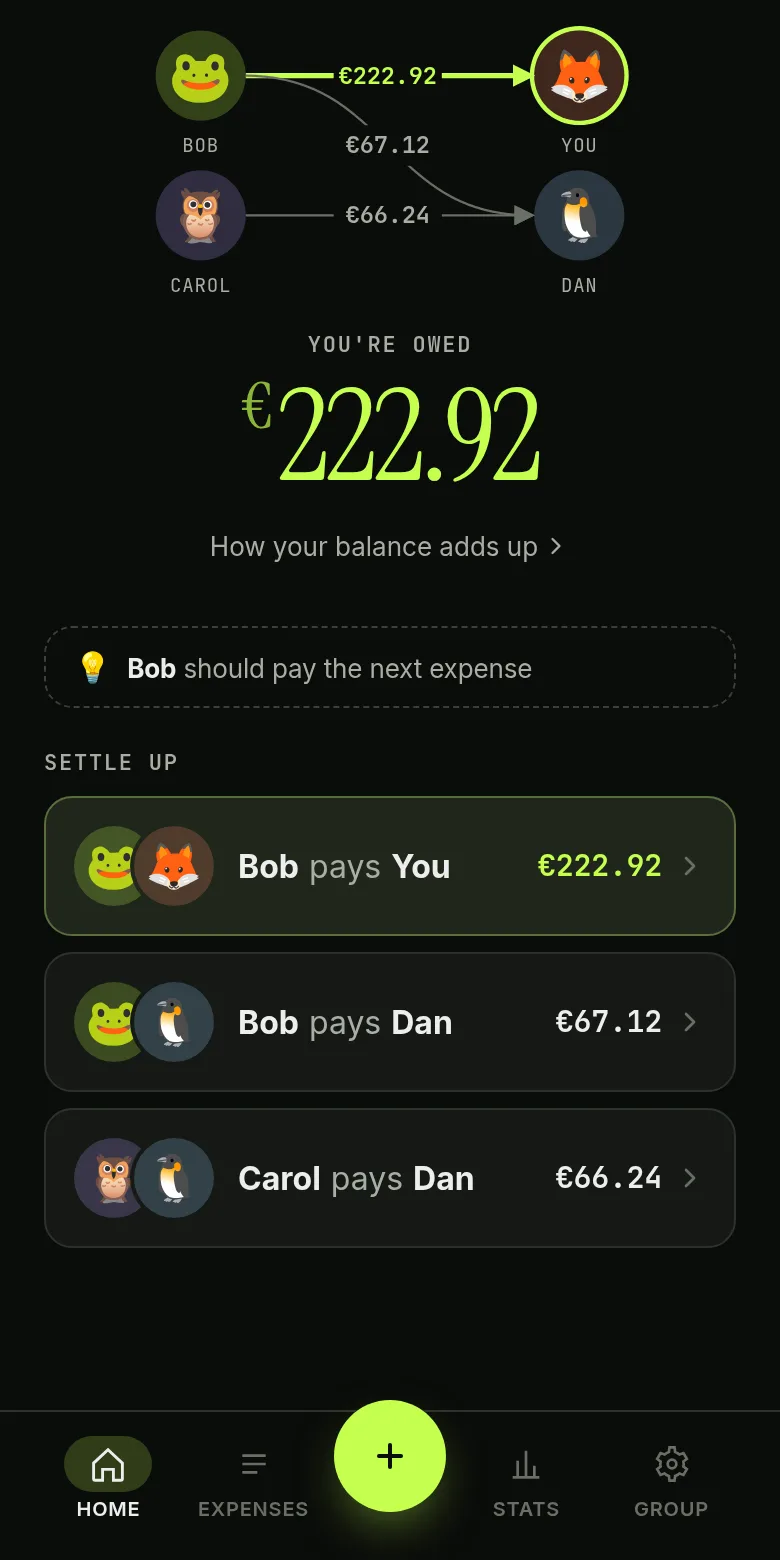 €222.92
BOB
€67.12
YOU
€66.24
CAROL
DAN
YOU'RE OWED
€222.92
How your balance adds up
Bob should pay the next expense
SETTLE UP
Bob pays You €222.92
Bob pays Dan €67.12
Carol pays Dan €66.24
HOME
EXPENSES
STATS
GROUP